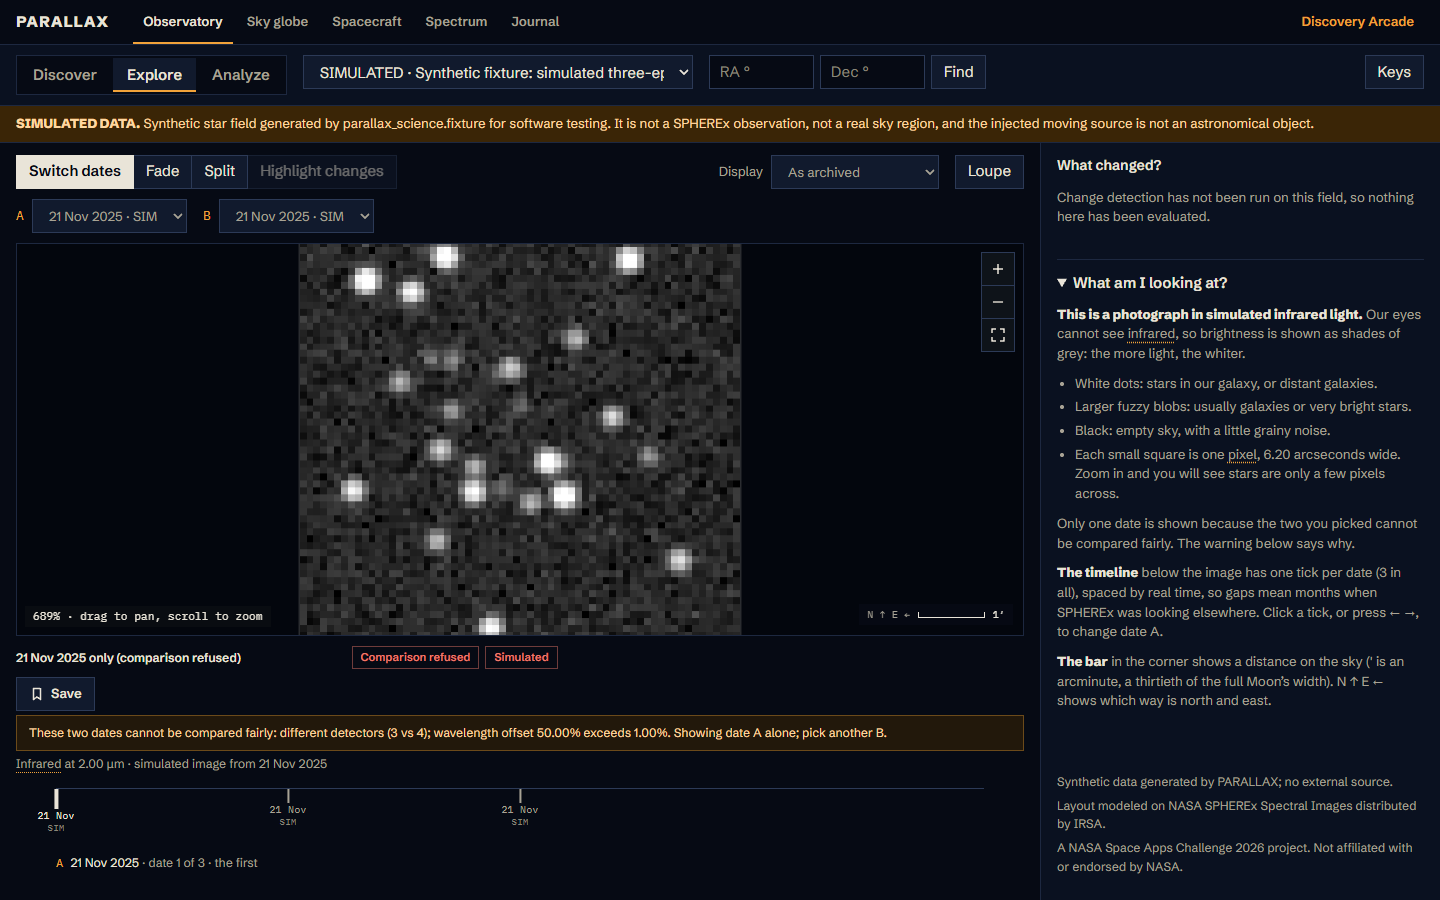 PARALLAX
Observatory
Sky globe
Spacecraft
Spectrum
Journal
Discovery Arcade
Discover
Explore
Analyze
SIMULATED · Synthetic fixture: simulated three-ep
RA °
Dec °
Find
Keys
SIMULATED DATA. Synthetic star field generated by parallax_science.fixture for software testing. It is not a SPHEREx observation, not a real sky region, and the injected moving source is not an astronomical object.
Switch dates
Fade
Split
Highlight changes
Display
As archived
Loupe
A
21 Nov 2025 · SIM
B
21 Nov 2025 · SIM
+
−
689% · drag to pan, scroll to zoom
N ↑ E ←
1′
21 Nov 2025 only (comparison refused)
Comparison refused
Simulated
Save
These two dates cannot be compared fairly: different detectors (3 vs 4); wavelength offset 50.00% exceeds 1.00%. Showing date A alone; pick another B.
Infrared at 2.00 µm · simulated image from 21 Nov 2025
21 Nov
SIM
21 Nov
SIM
21 Nov
SIM
A 21 Nov 2025 · date 1 of 3 · the first
What changed?
Change detection has not been run on this field, so nothing
here has been evaluated.
▼ What am I looking at?
This is a photograph in simulated infrared light. Our eyes
cannot see infrared, so brightness is shown as shades of
grey: the more light, the whiter.
• White dots: stars in our galaxy, or distant galaxies.
• Larger fuzzy blobs: usually galaxies or very bright stars.
• Black: empty sky, with a little grainy noise.
• Each small square is one pixel, 6.20 arcseconds wide.
Zoom in and you will see stars are only a few pixels
across.
Only one date is shown because the two you picked cannot
be compared fairly. The warning below says why.
The timeline below the image has one tick per date (3 in
all), spaced by real time, so gaps mean months when
SPHEREx was looking elsewhere. Click a tick, or press ← →,
to change date A.
The bar in the corner shows a distance on the sky (′ is an
arcminute, a thirtieth of the full Moon’s width). N ↑ E ←
shows which way is north and east.
Synthetic data generated by PARALLAX; no external source.
Layout modeled on NASA SPHEREx Spectral Images distributed
by IRSA.
A NASA Space Apps Challenge 2026 project. Not affiliated with
or endorsed by NASA.